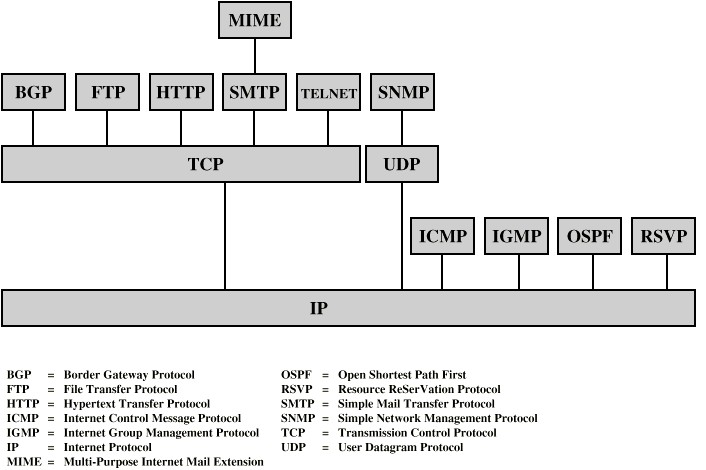 MIME
BGP FTP HTTP SMTP TELNET SNMP
TCP UDP
ICMP IGMP OSPF RSVP
IP
BGP = Border Gateway Protocol
FTP = File Transfer Protocol
HTTP = Hypertext Transfer Protocol
ICMP = Internet Control Message Protocol
IGMP = Internet Group Management Protocol
IP = Internet Protocol
MIME = Multi-Purpose Internet Mail Extension
OSPF = Open Shortest Path First
RSVP = Resource ReSerVation Protocol
SMTP = Simple Mail Transfer Protocol
SNMP = Simple Network Management Protocol
TCP = Transmission Control Protocol
UDP = User Datagram Protocol